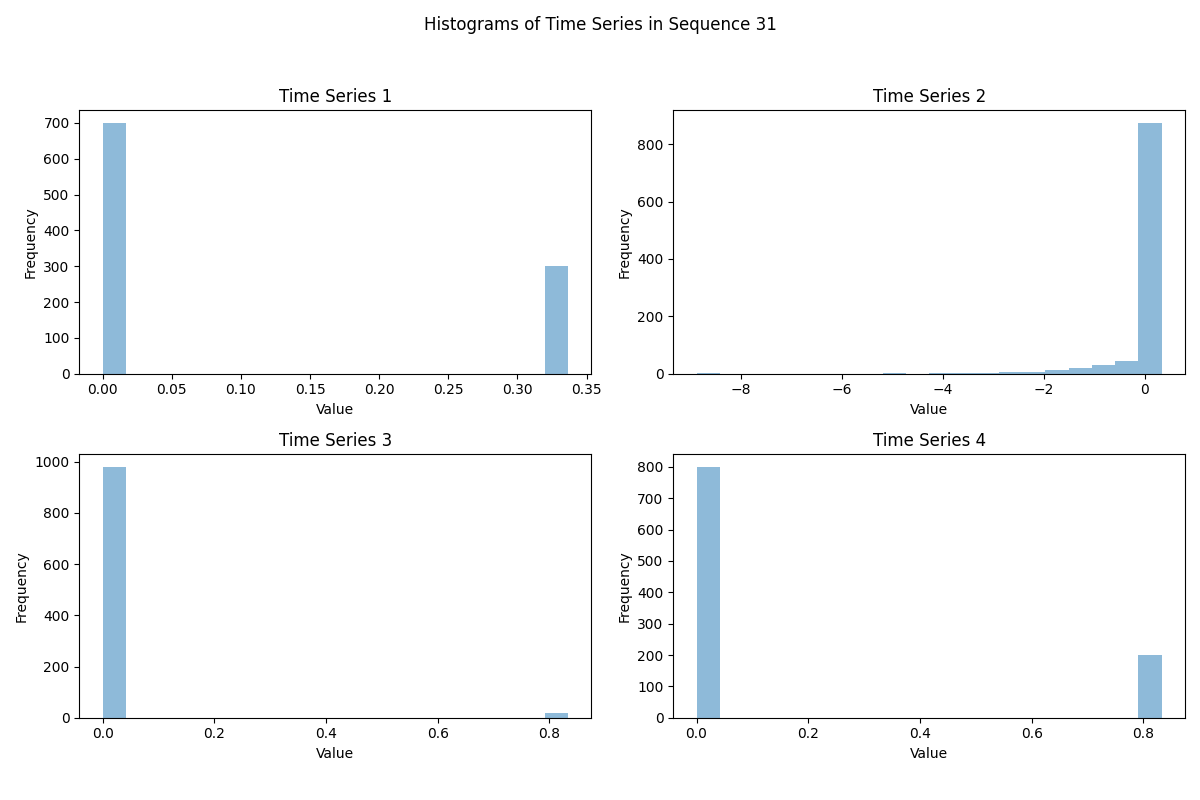 Histograms of Time Series in Sequence 31
Time Series 1
Frequency
700
600
500
400
300
200
100
0
0.00 0.05 0.10 0.15 0.20 0.25 0.30 0.35
Value
Time Series 2
Frequency
800
600
400
200
0
−8 −6 −4 −2 0
Value
Time Series 3
Frequency
1000
800
600
400
200
0
0.0 0.2 0.4 0.6 0.8
Value
Time Series 4
Frequency
800
700
600
500
400
300
200
100
0
0.0 0.2 0.4 0.6 0.8
Value